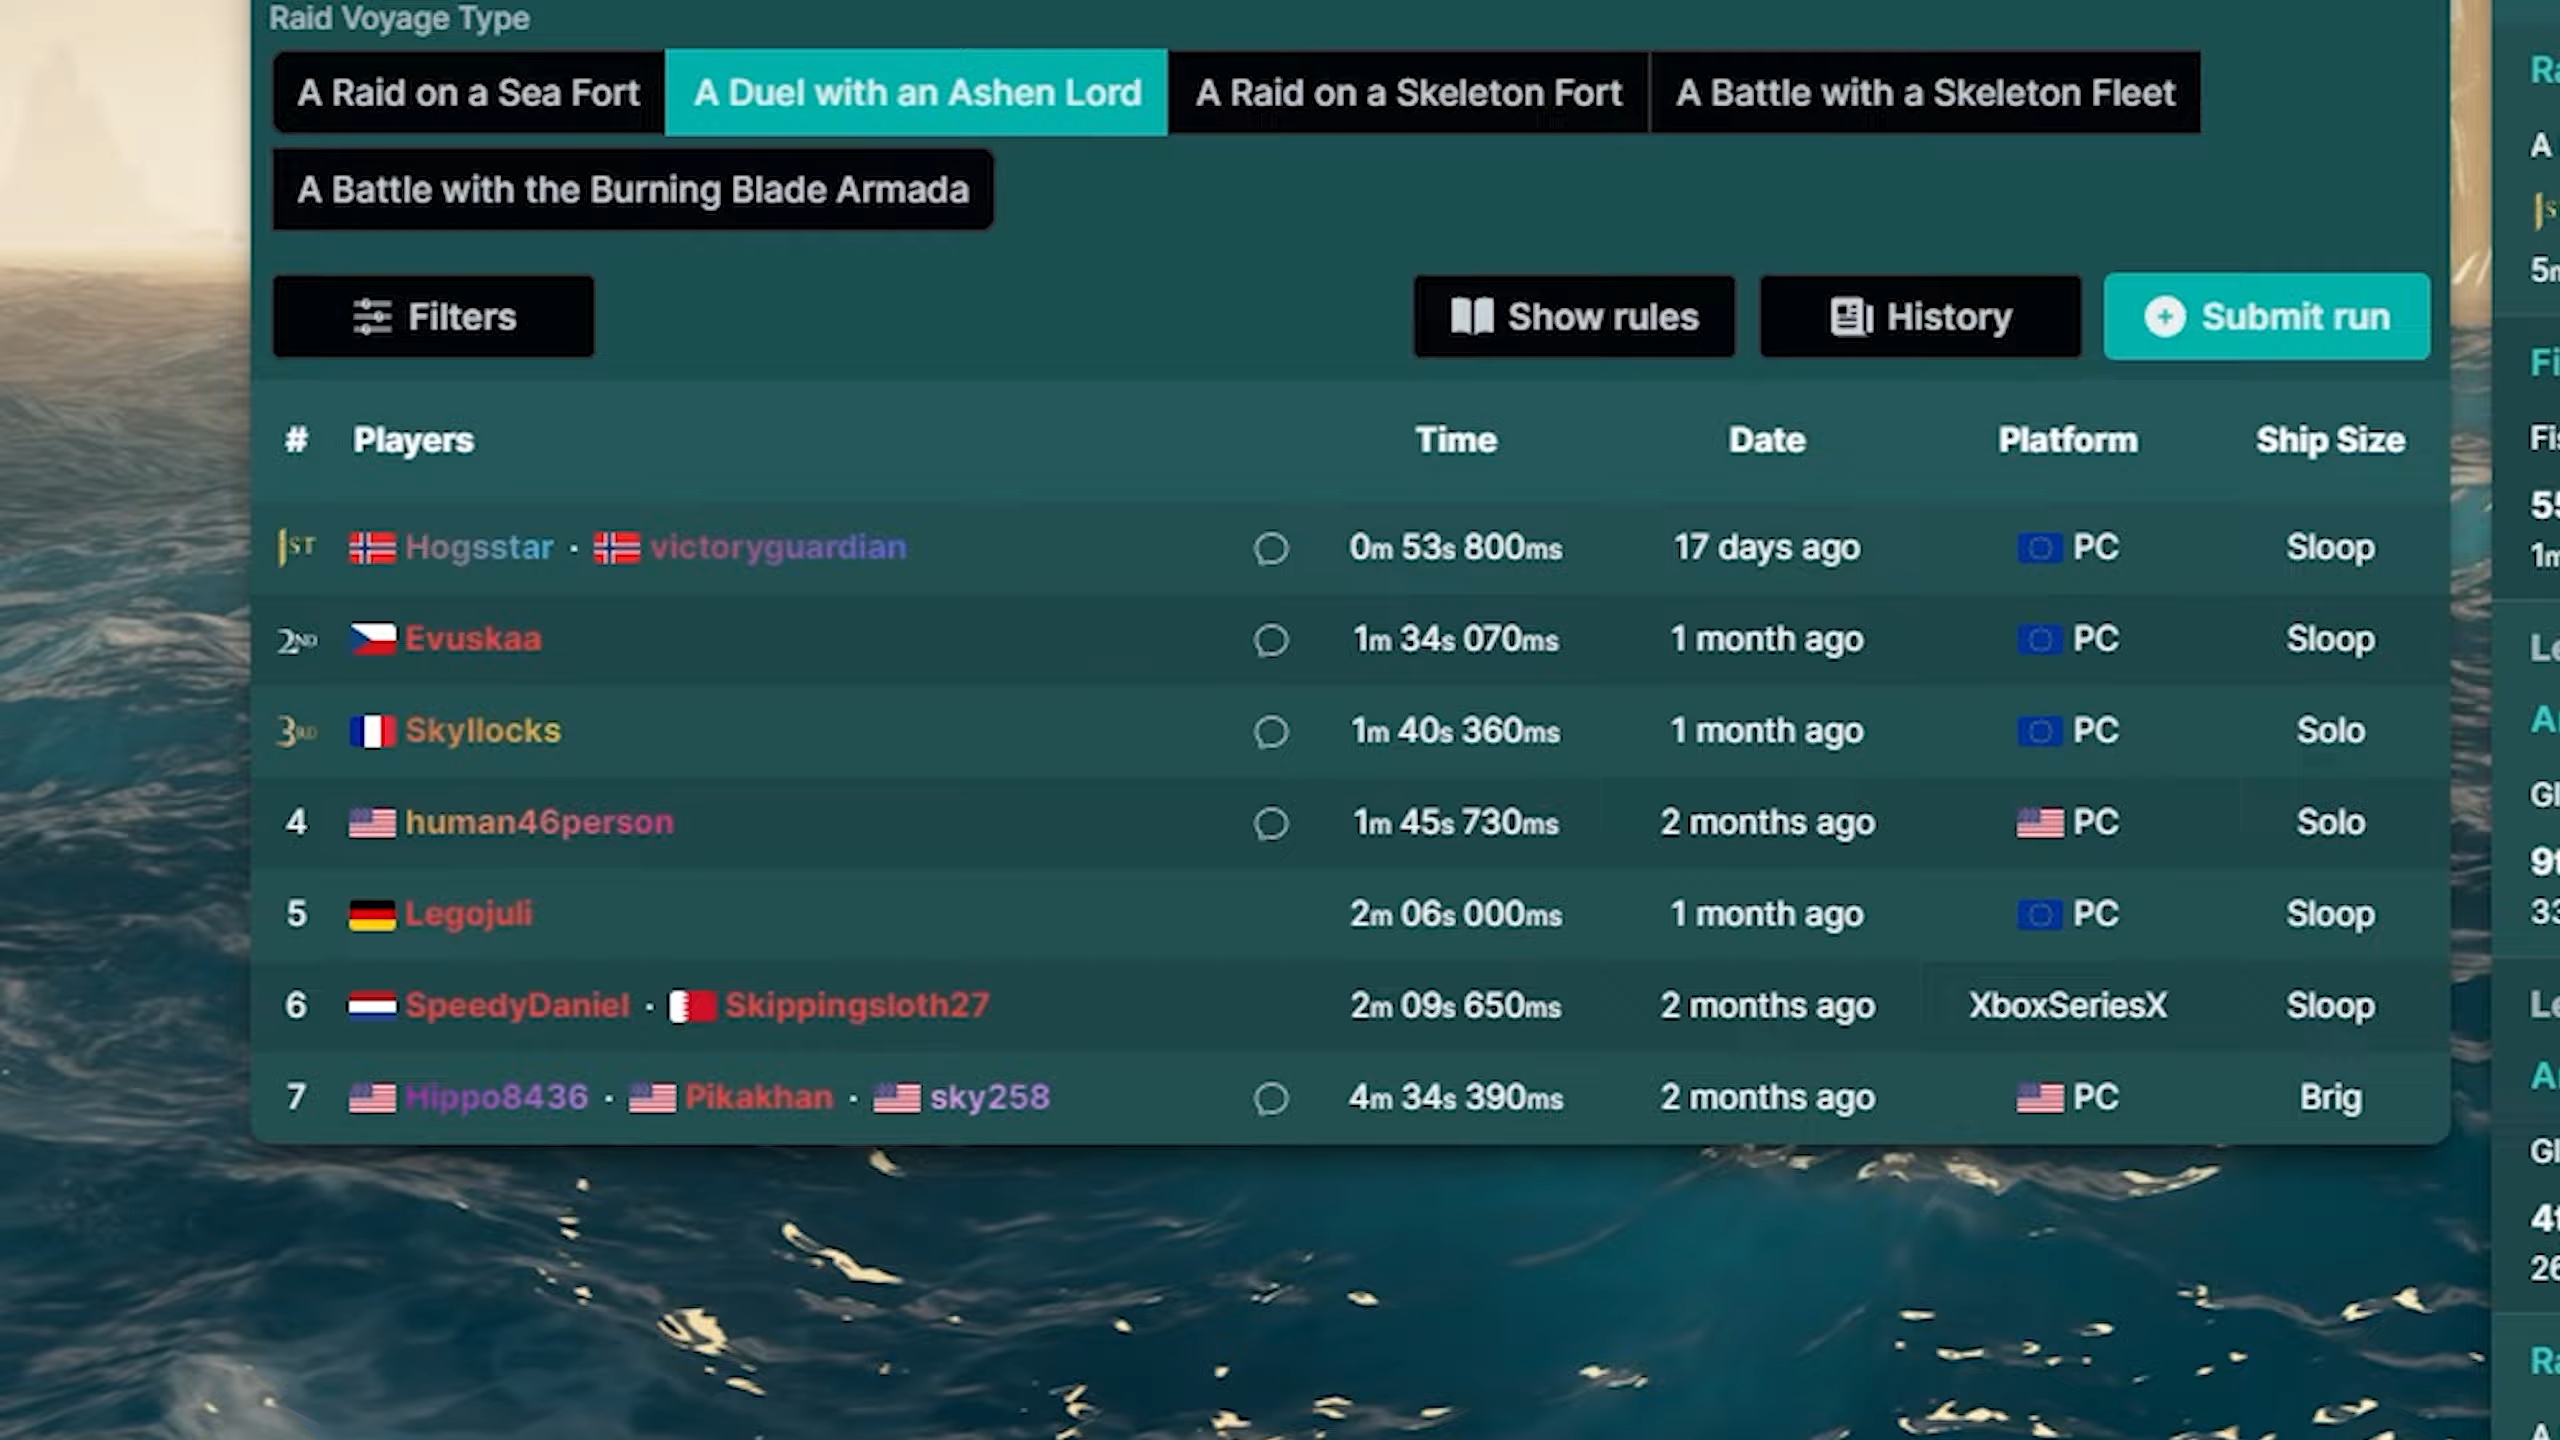 Raid Voyage Type
A Raid on a Sea Fort A Duel with an Ashen Lord A Raid on a Skeleton Fort A Battle with a Skeleton Fleet
A Battle with the Burning Blade Armada
Filters Show rules History Submit run
# Players Time Date Platform Ship Size
1ST Hogsstar · victoryguardian 0m 53s 800ms 17 days ago PC Sloop
2ND Evuskaa 1m 34s 070ms 1 month ago PC Sloop
3RD Skyllocks 1m 40s 360ms 1 month ago PC Solo
4 human46person 1m 45s 730ms 2 months ago PC Solo
5 Legojuli 2m 06s 000ms 1 month ago PC Sloop
6 SpeedyDaniel · Skippingsloth27 2m 09s 650ms 2 months ago XboxSeriesX Sloop
7 Hippo8436 · Pikakhan · sky258 4m 34s 390ms 2 months ago PC Brig